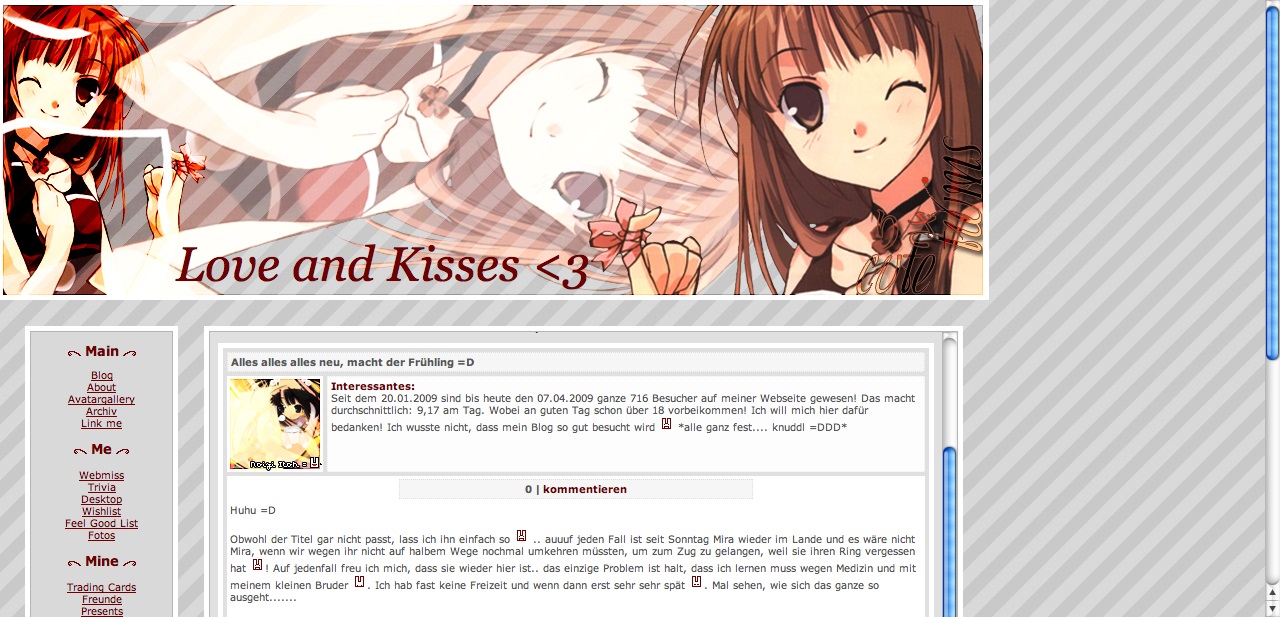 Love and Kisses <3
cute
Main
Blog
About
Avatargallery
Archiv
Link me
Me
Webmiss
Trivia
Desktop
Wishlist
Feel Good List
Fotos
Mine
Trading Cards
Freunde
Presents
Alles alles alles neu, macht der Frühling =D
Interessantes:
Seit dem 20.01.2009 sind bis heute den 07.04.2009 ganze 716 Besucher auf meiner Webseite gewesen! Das macht
durchschnittlich: 9,17 am Tag. Wobei an guten Tag schon über 18 vorbeikommen! Ich will mich hier dafür
bedanken! Ich wusste nicht, dass mein Blog so gut besucht wird *alle ganz fest.... knuddl =DDD*
0 | kommentieren
Huhu =D
Obwohl der Titel gar nicht passt, lass ich ihn einfach so .. auuuf jeden Fall ist seit Sonntag Mira wieder im Lande und es wäre nicht
Mira, wenn wir wegen ihr nicht auf halbem Wege nochmal umkehren müssten, um zum Zug zu gelangen, weil sie ihren Ring vergessen
hat ! Auf jedenfall freu ich mich, dass sie wieder hier ist.. das einzige Problem ist halt, dass ich lernen muss wegen Medizin und mit
meinem kleinen Bruder . Ich hab fast keine Freizeit und wenn dann erst sehr sehr spät . Mal sehen, wie sich das ganze so
ausgeht.......